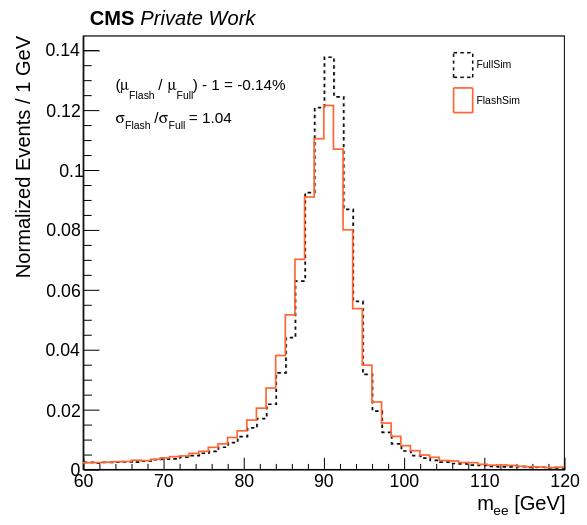 CMS Private Work
Normalized Events / 1 GeV
(μFlash / μFull) - 1 = -0.14%
σFlash /σFull = 1.04
FullSim
FlashSim
0.14
0.12
0.1
0.08
0.06
0.04
0.02
0
60 70 80 90 100 110 120
mee [GeV]